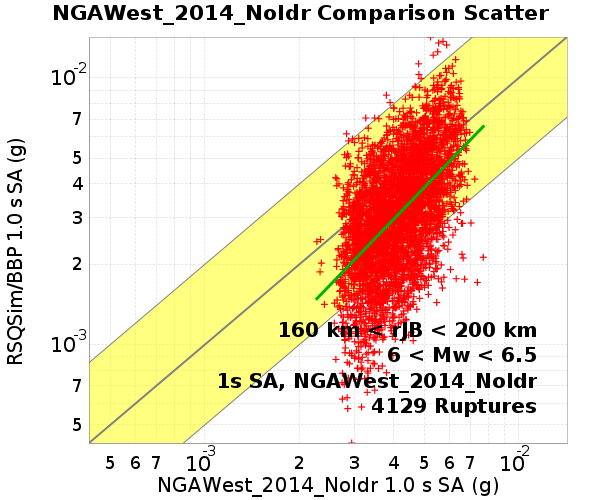 NGAWest_2014_NoIdr Comparison Scatter
RSQSim/BBP 1.0 s SA (g)
10-2
7
5
4
3
2
10-3
7
5
160 km < rJB < 200 km
6 < Mw < 6.5
1s SA, NGAWest_2014_NoIdr
4129 Ruptures
5 6 7 10-3 2 3 4 5 6 7 10-2
NGAWest_2014_NoIdr 1.0 s SA (g)